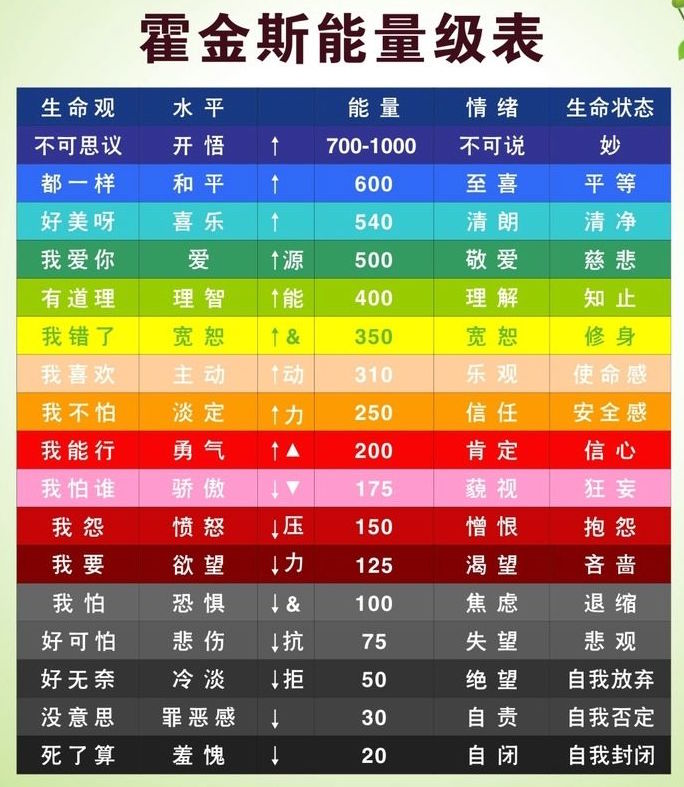 霍金斯能量级表
生命观 水平 能量 情绪 生命状态
不可思议 开悟 ↑ 700-1000 不可说 妙
都一样 和平 ↑ 600 至喜 平等
好美呀 喜乐 ↑ 540 清朗 清净
我爱你 爱 ↑源 500 敬爱 慈悲
有道理 理智 ↑能 400 理解 知止
我错了 宽恕 ↑& 350 宽恕 修身
我喜欢 主动 ↑动 310 乐观 使命感
我不怕 淡定 ↑力 250 信任 安全感
我能行 勇气 ↑▲ 200 肯定 信心
我怕谁 骄傲 ↓▼ 175 藐视 狂妄
我怨 愤怒 ↓压 150 憎恨 抱怨
我要 欲望 ↓力 125 渴望 吝啬
我怕 恐惧 ↓& 100 焦虑 退缩
好可怕 悲伤 ↓抗 75 失望 悲观
好无奈 冷淡 ↓拒 50 绝望 自我放弃
没意思 罪恶感 ↓ 30 自责 自我否定
死了算 羞愧 ↓ 20 自闭 自我封闭